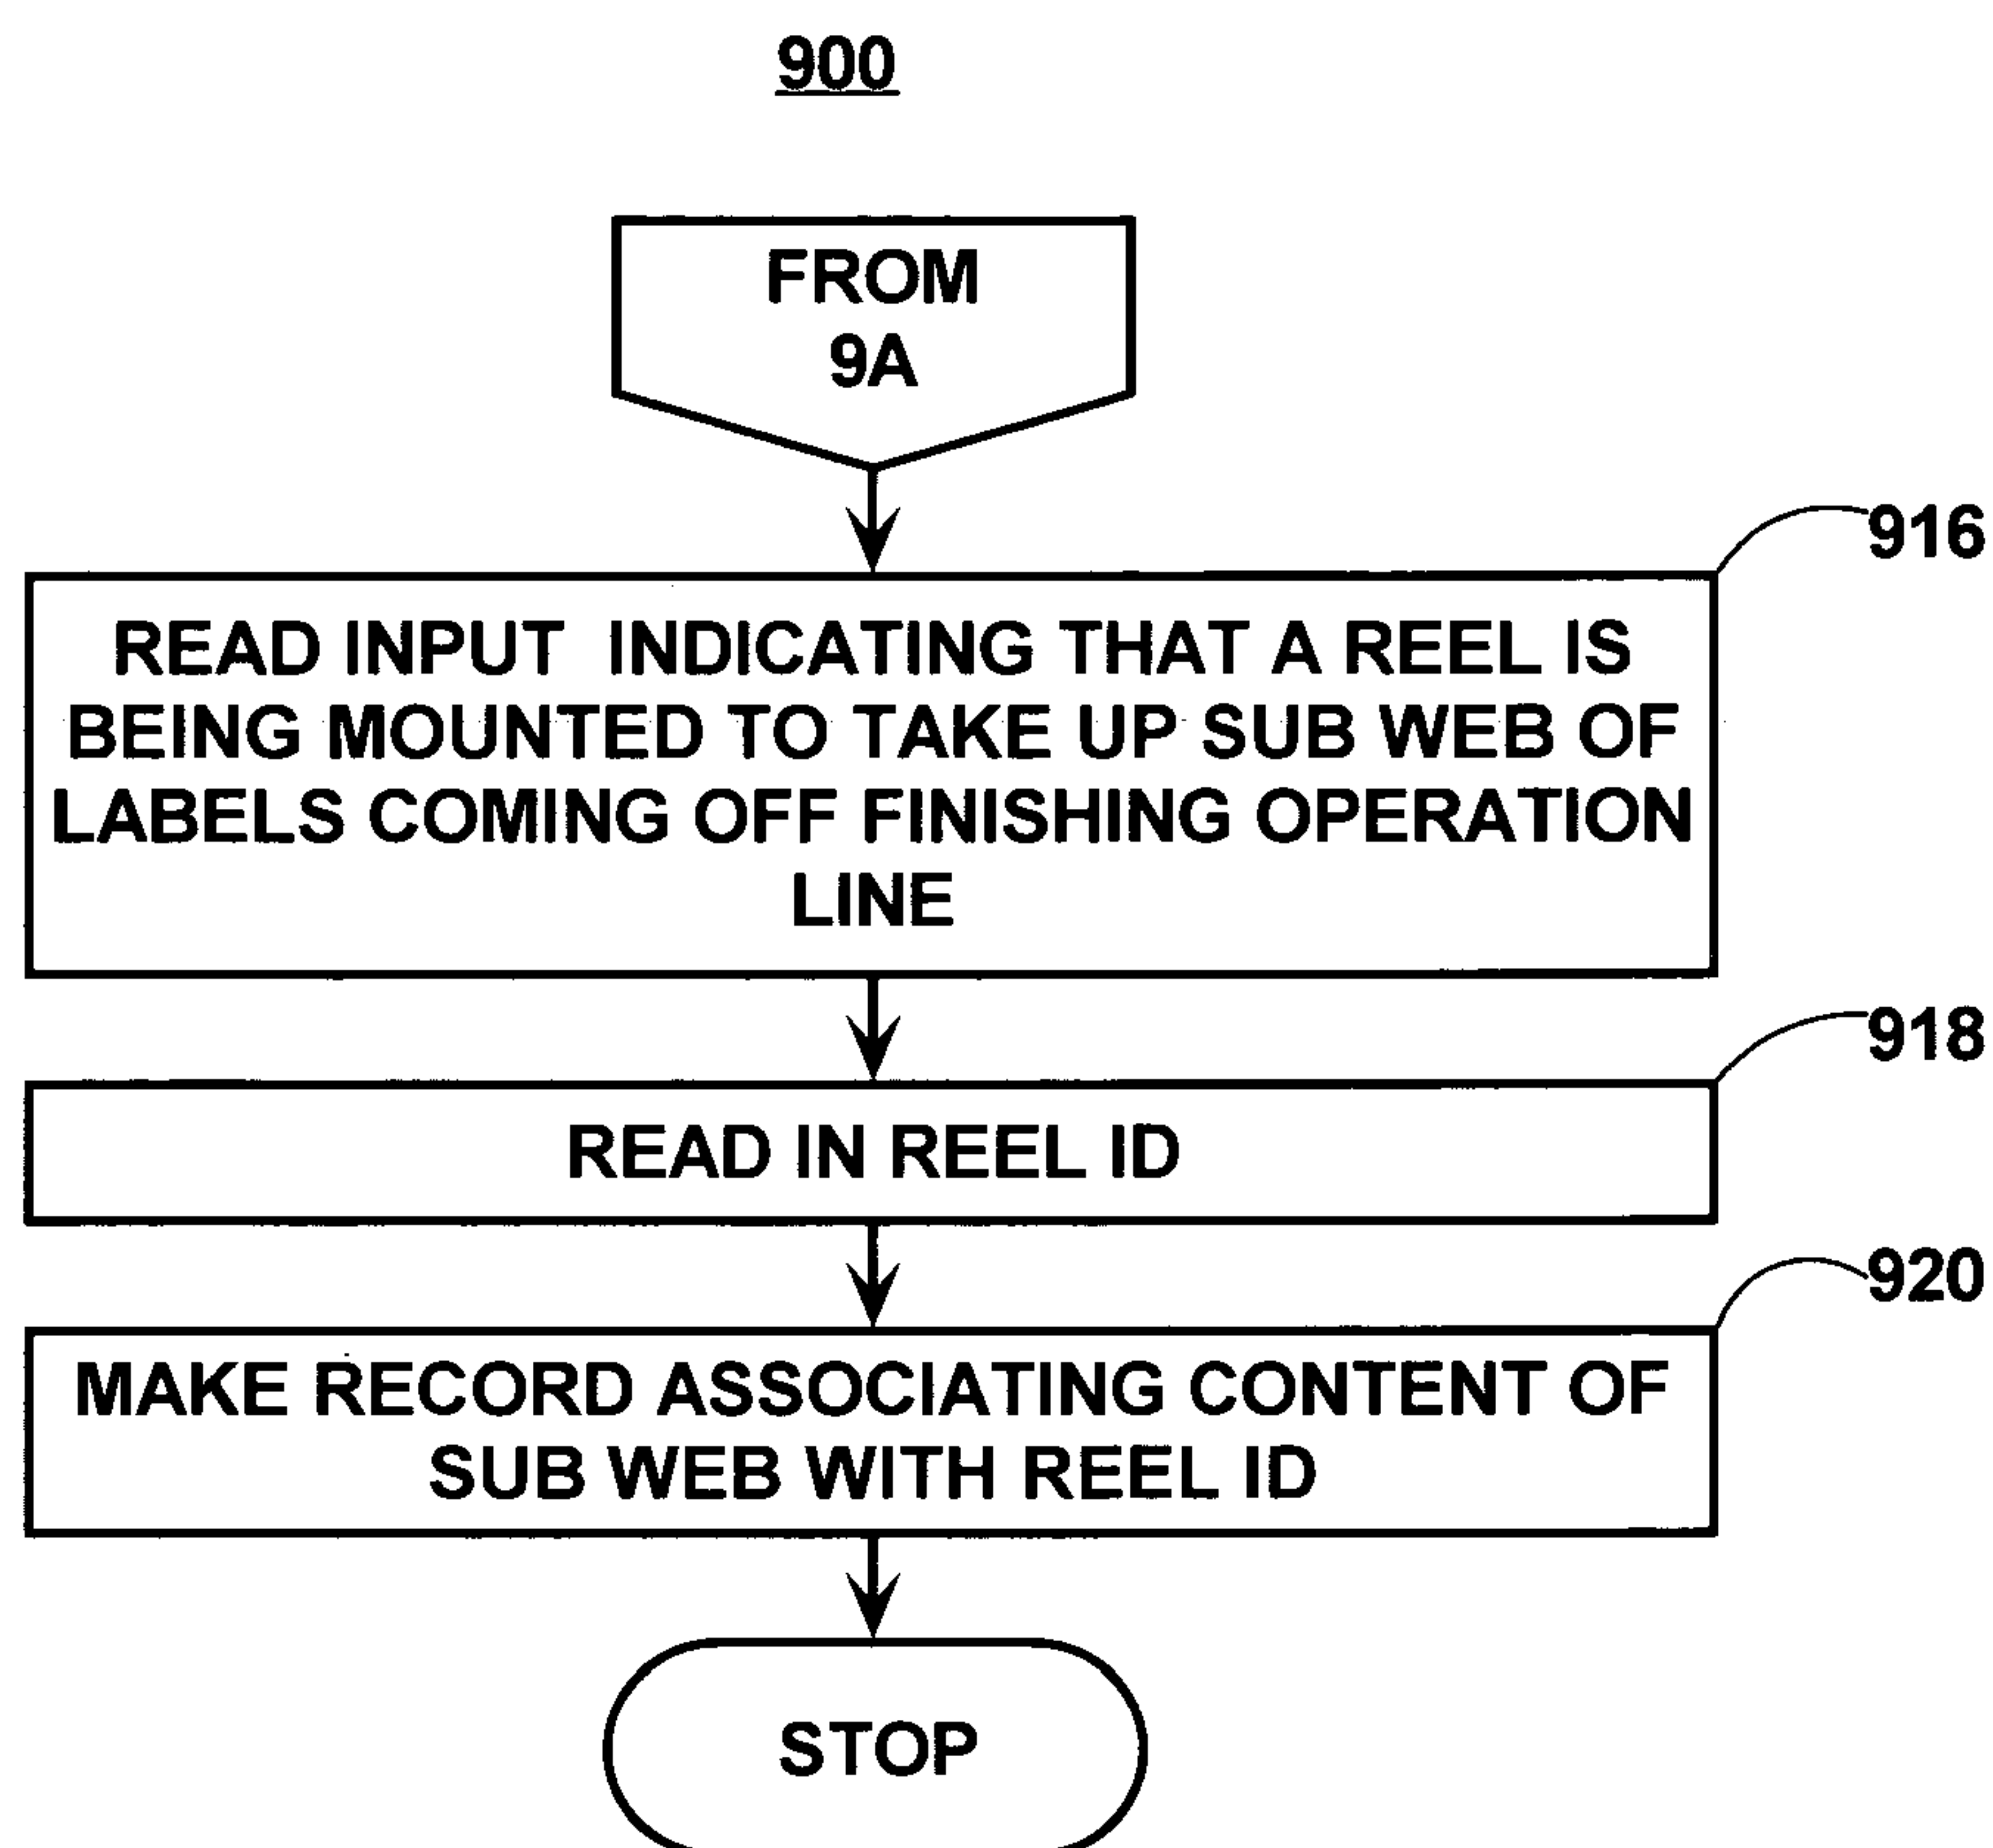 900
FROM
9A
916
READ INPUT INDICATING THAT A REEL IS
BEING MOUNTED TO TAKE UP SUB WEB OF
LABELS COMING OFF FINISHING OPERATION
LINE
918
READ IN REEL ID
920
MAKE RECORD ASSOCIATING CONTENT OF
SUB WEB WITH REEL ID
STOP